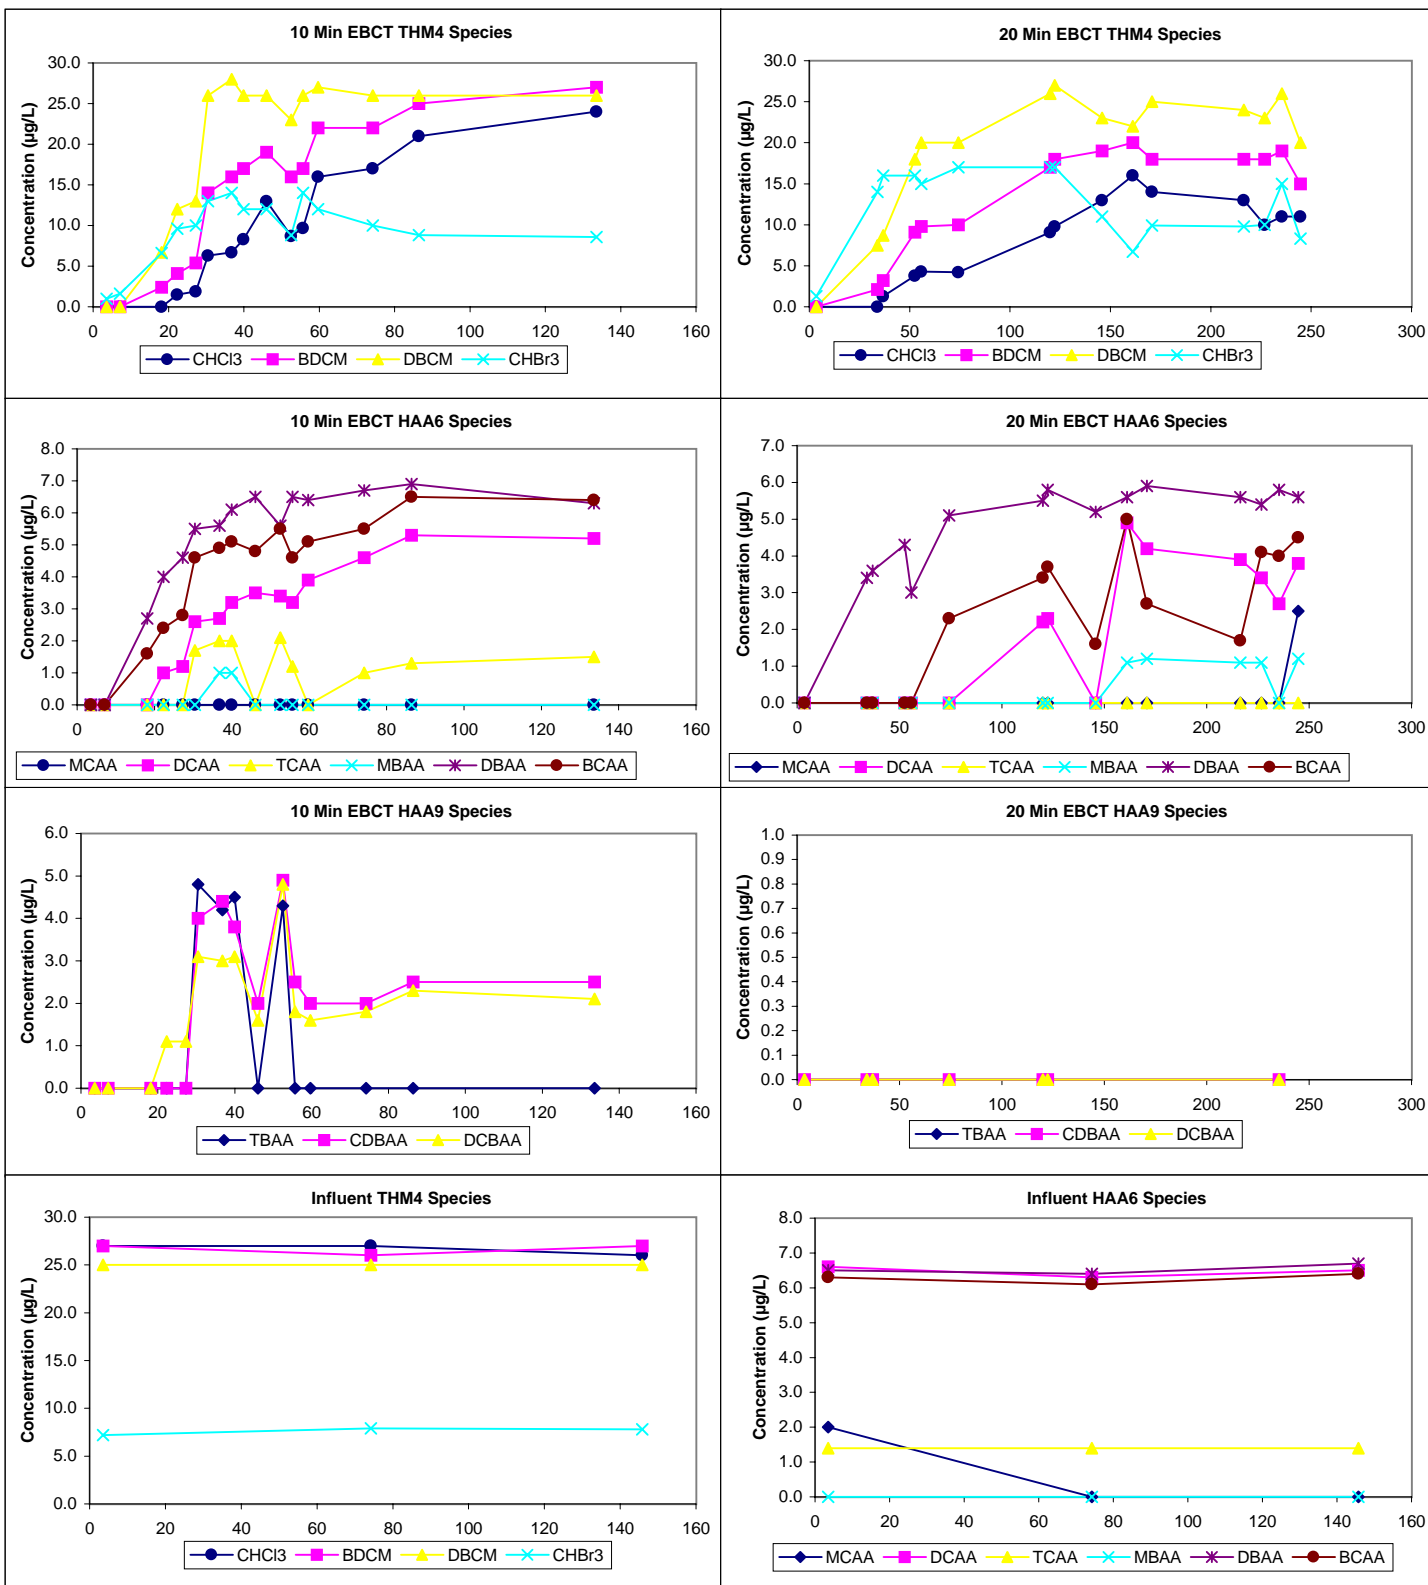 10 Min EBCT THM4 Species
Concentration (µg/L)
30.0
25.0
20.0
15.0
10.0
5.0
0.0
0 20 40 60 80 100 120 140 160
CHCl3 BDCM DBCM CHBr3
20 Min EBCT THM4 Species
Concentration (µg/L)
30.0
25.0
20.0
15.0
10.0
5.0
0.0
0 50 100 150 200 250 300
CHCl3 BDCM DBCM CHBr3
10 Min EBCT HAA6 Species
Concentration (µg/L)
8.0
7.0
6.0
5.0
4.0
3.0
2.0
1.0
0.0
0 20 40 60 80 100 120 140 160
MCAA DCAA TCAA MBAA DBAA BCAA
20 Min EBCT HAA6 Species
Concentration (µg/L)
7.0
6.0
5.0
4.0
3.0
2.0
1.0
0.0
0 50 100 150 200 250 300
MCAA DCAA TCAA MBAA DBAA BCAA
10 Min EBCT HAA9 Species
Concentration (µg/L)
6.0
5.0
4.0
3.0
2.0
1.0
0.0
0 20 40 60 80 100 120 140 160
TBAA CDBAA DCBAA
20 Min EBCT HAA9 Species
Concentration (µg/L)
1.0
0.9
0.8
0.7
0.6
0.5
0.4
0.3
0.2
0.1
0.0
0 50 100 150 200 250 300
TBAA CDBAA DCBAA
Influent THM4 Species
Concentration (µg/L)
30.0
25.0
20.0
15.0
10.0
5.0
0.0
0 20 40 60 80 100 120 140 160
CHCl3 BDCM DBCM CHBr3
Influent HAA6 Species
Concentration (µg/L)
8.0
7.0
6.0
5.0
4.0
3.0
2.0
1.0
0.0
0 20 40 60 80 100 120 140 160
MCAA DCAA TCAA MBAA DBAA BCAA